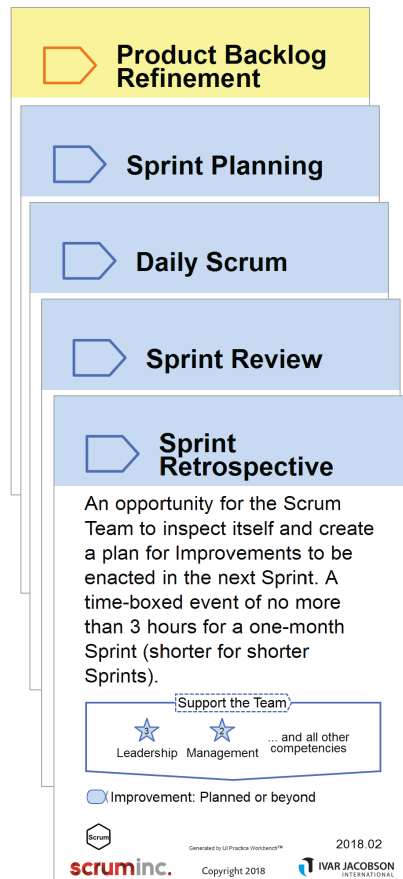 Product Backlog
Refinement
Sprint Planning
Daily Scrum
Sprint Review
Sprint
Retrospective
An opportunity for the Scrum
Team to inspect itself and create
a plan for Improvements to be
enacted in the next Sprint. A
time-boxed event of no more
than 3 hours for a one-month
Sprint (shorter for shorter
Sprints).
Support the Team
3
2
Leadership
Management
... and all other
competencies
Improvement: Planned or beyond
Scrum
Generated by UI Practice Workbench™
2018.02
scruminc.
Copyright 2018
IVAR JACOBSON
INTERNATIONAL